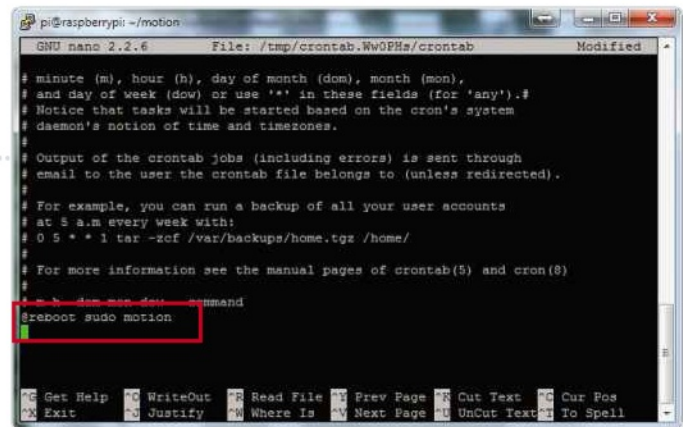 pi@raspberrypi: ~/motion
GNU nano 2.2.6 File: /tmp/crontab.Ww0PHs/crontab Modified
# minute (m), hour (h), day of month (dom), month (mon),
# and day of week (dow) or use '*' in these fields (for 'any').#
# Notice that tasks will be started based on the cron's system
# daemon's notion of time and timezones.
#
# Output of the crontab jobs (including errors) is sent through
# email to the user the crontab file belongs to (unless redirected).
#
# For example, you can run a backup of all your user accounts
# at 5 a.m every week with:
# 0 5 * * 1 tar -zcf /var/backups/home.tgz /home/
#
# For more information see the manual pages of crontab(5) and cron(8)
#
# m h dom mon dow command
@reboot sudo motion
^G Get Help ^O WriteOut ^R Read File ^Y Prev Page ^K Cut Text ^C Cur Pos
^X Exit ^J Justify ^W Where Is ^V Next Page ^U UnCut Text ^T To Spell